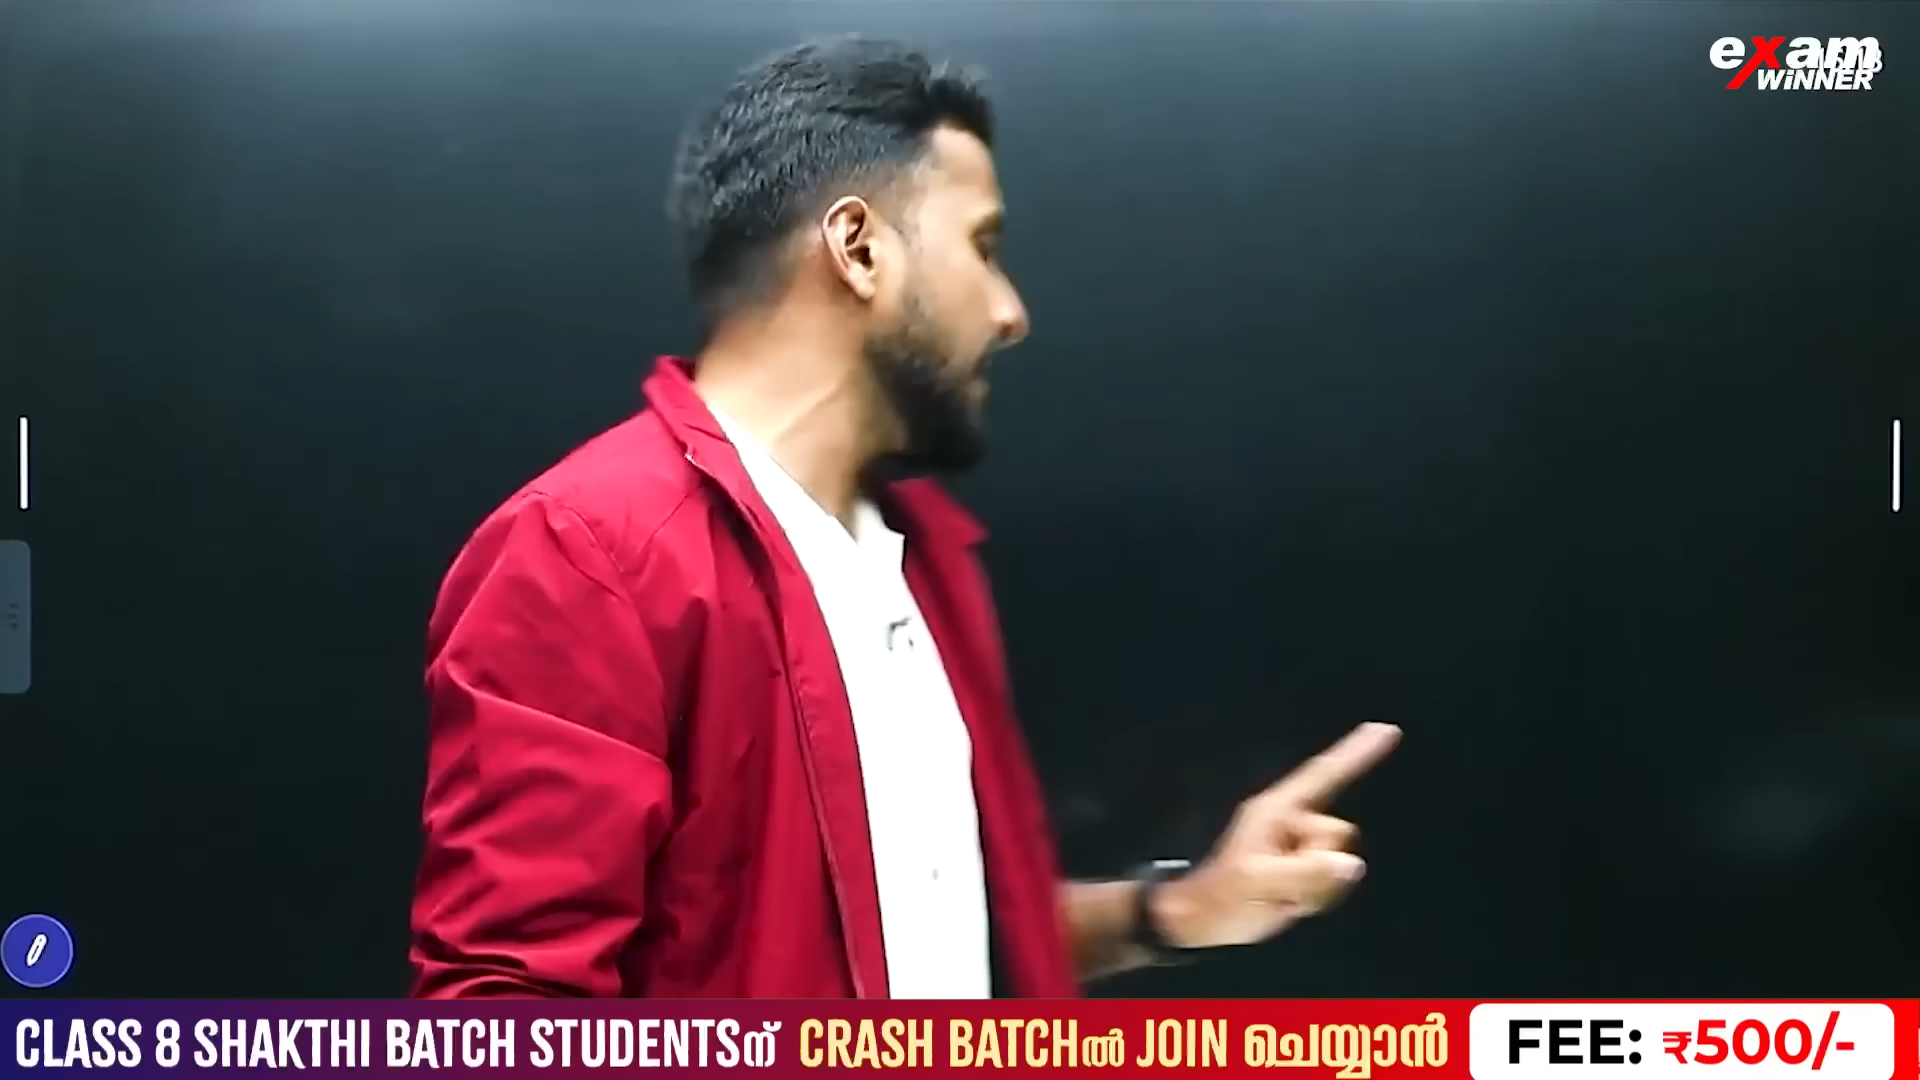 exam
WiNNER
CLASS 8 SHAKTHI BATCH STUDENTSന് CRASH BATCHൽ JOIN ചെയ്യാൻ FEE: ₹500/-